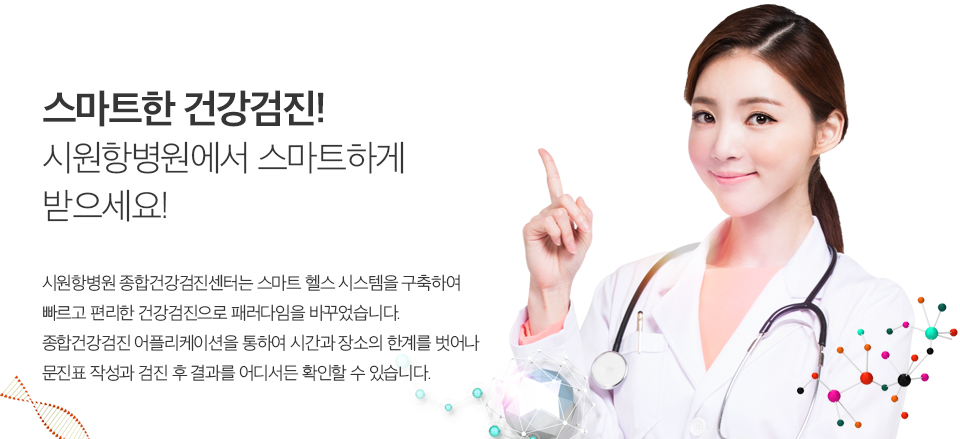 스마트한 건강검진!
시원항병원에서 스마트하게
받으세요!
시원항병원 종합건강검진센터는 스마트 헬스 시스템을 구축하여
빠르고 편리한 건강검진으로 패러다임을 바꾸었습니다.
종합건강검진 어플리케이션을 통하여 시간과 장소의 한계를 벗어나
문진표 작성과 검진 후 결과를 어디서든 확인할 수 있습니다.